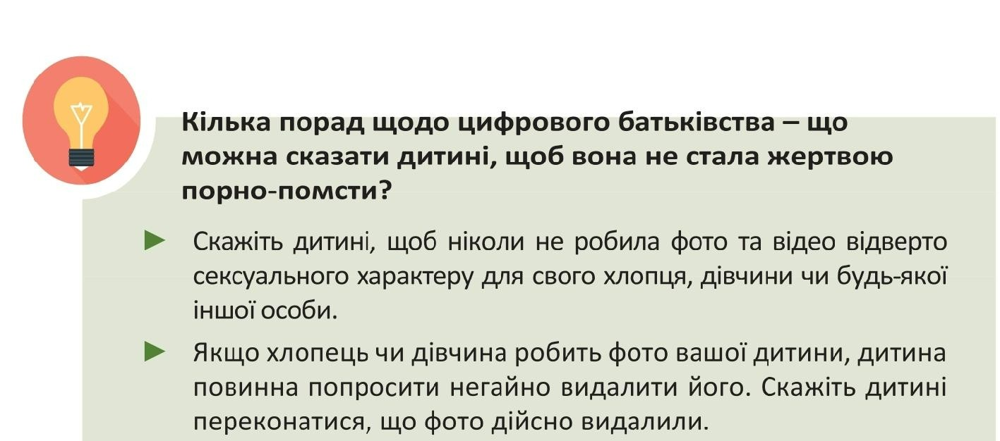 Кілька порад щодо цифрового батьківства – що
можна сказати дитині, щоб вона не стала жертвою
порно-помсти?
Скажіть дитині, щоб ніколи не робила фото та відео відверто
сексуального характеру для свого хлопця, дівчини чи будь-якої
іншої особи.
Якщо хлопець чи дівчина робить фото вашої дитини, дитина
повинна попросити негайно видалити його. Скажіть дитині
переконатися, що фото дійсно видалили.